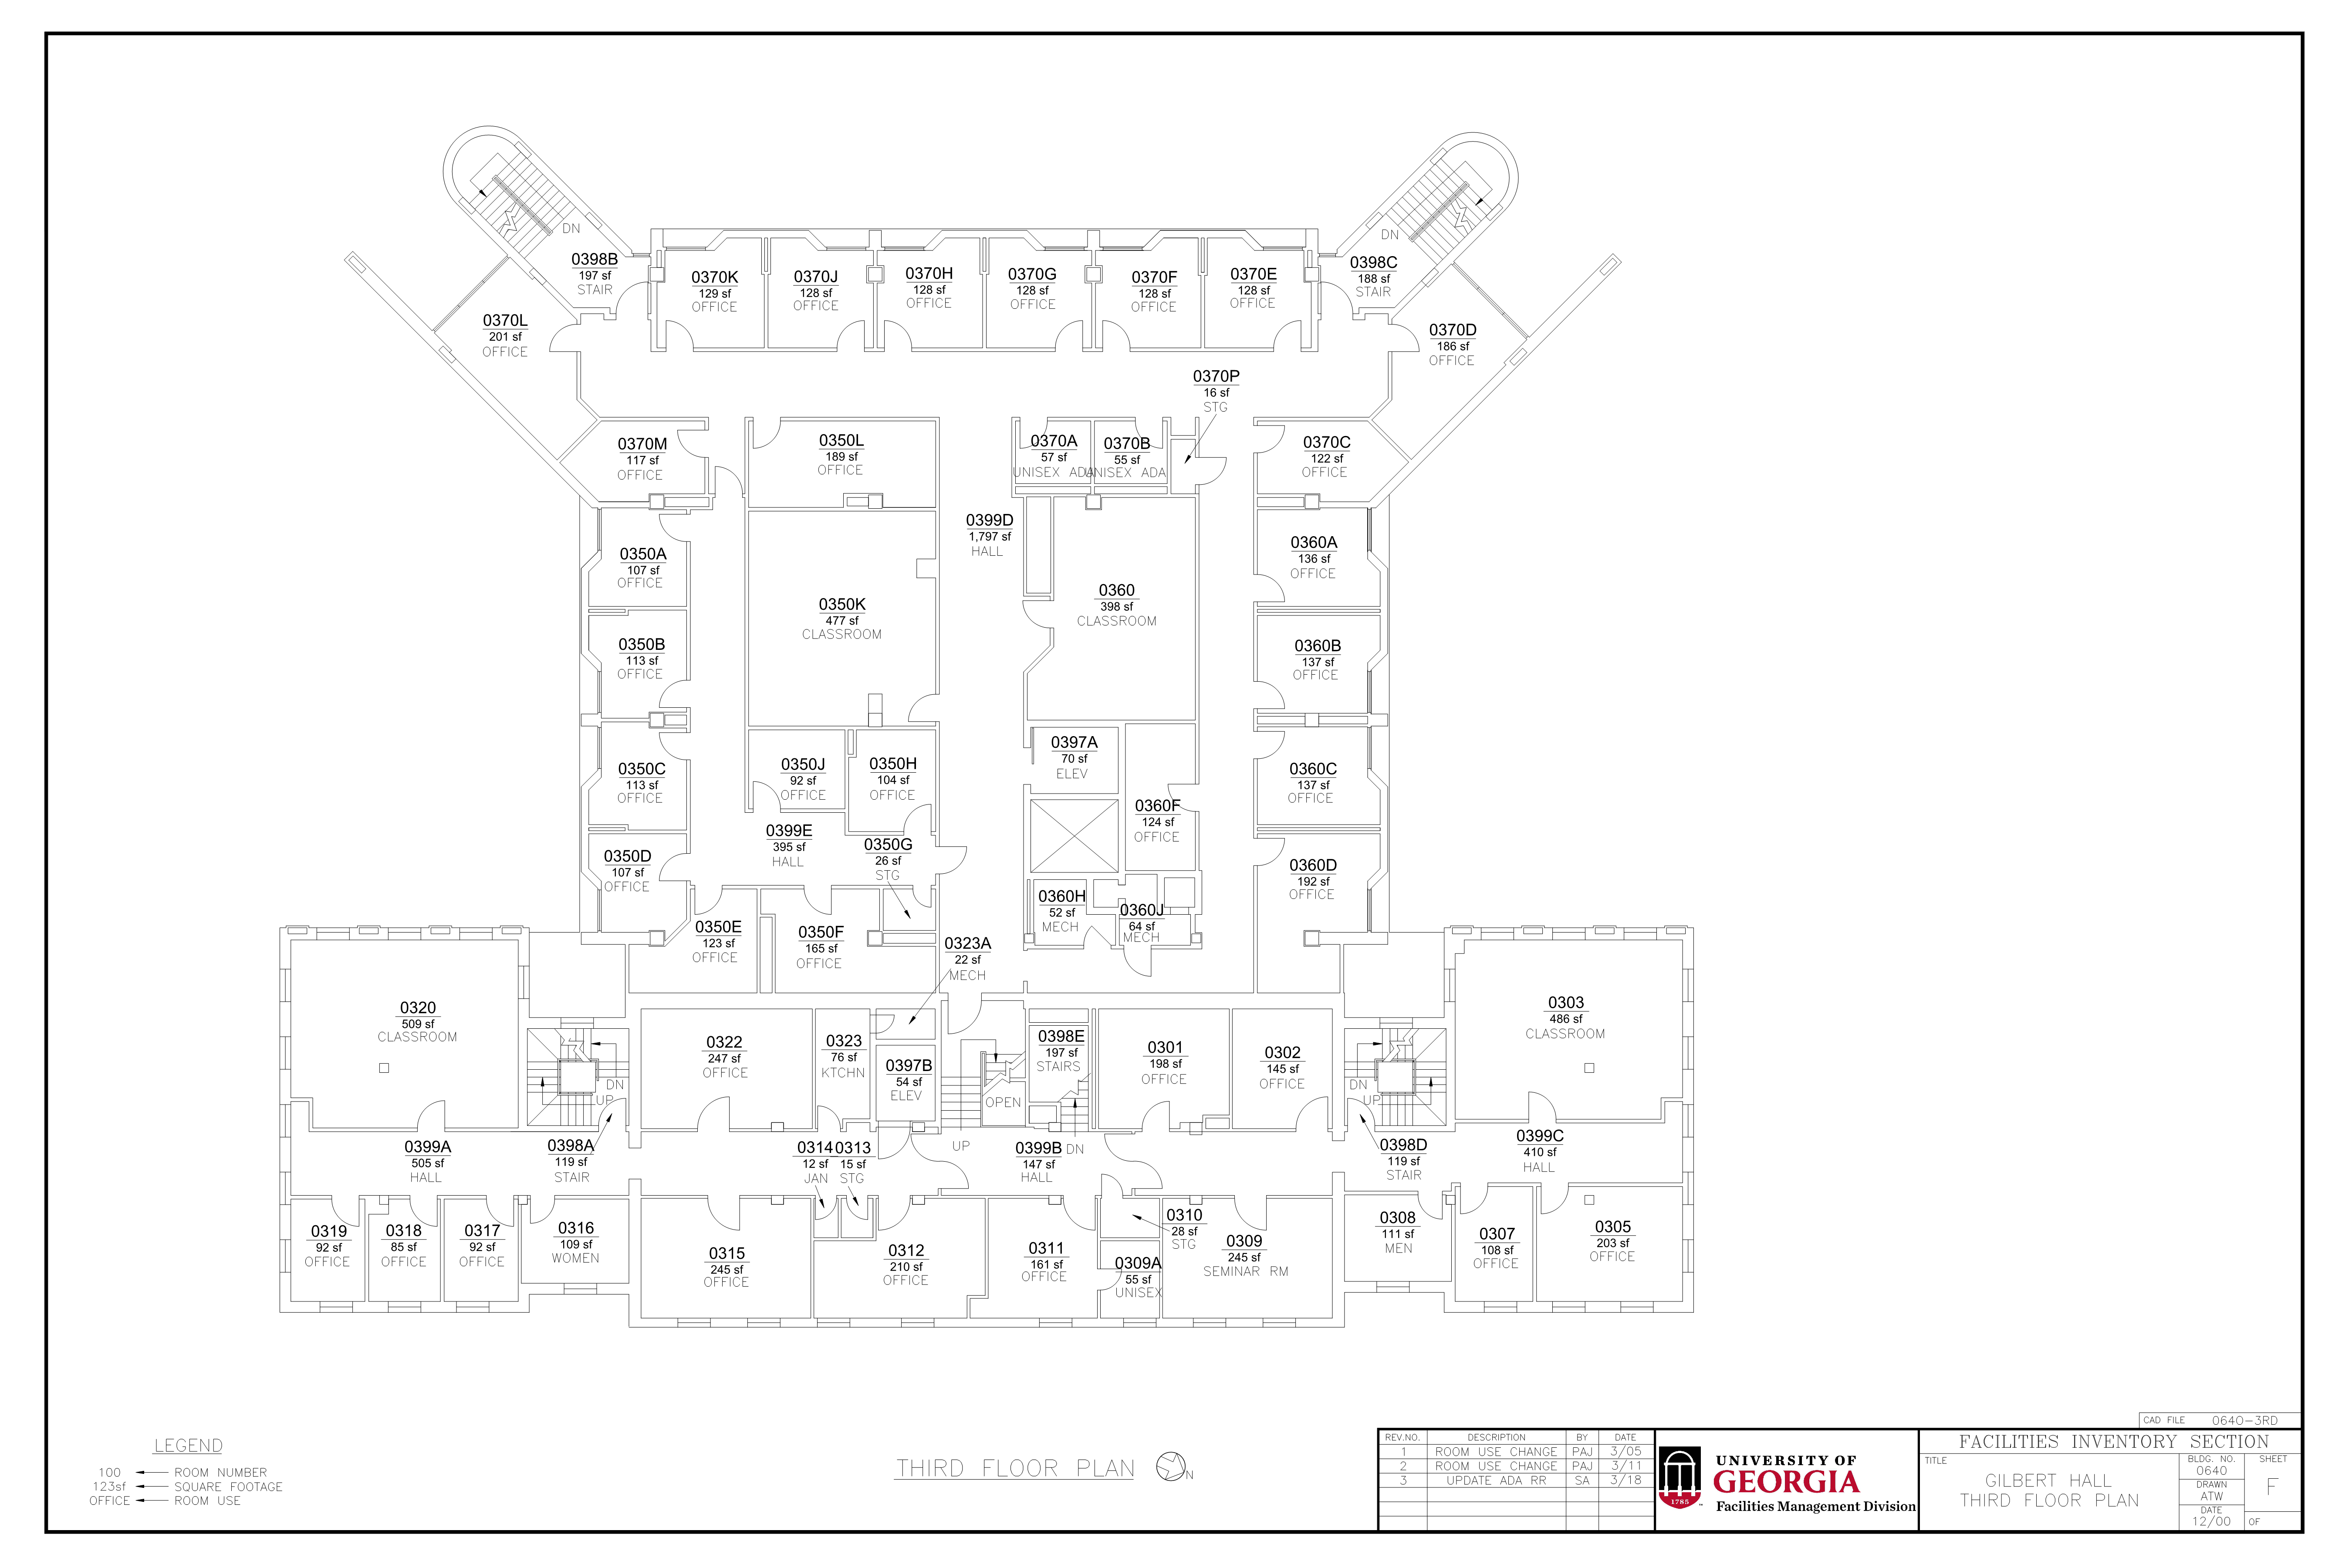 DN
0398B
197 sf
STAIR
0370K
129 sf
OFFICE
0370J
128 sf
OFFICE
0370H
128 sf
OFFICE
0370G
128 sf
OFFICE
0370F
128 sf
OFFICE
0370E
128 sf
OFFICE
DN
0398C
188 sf
STAIR
0370L
201 sf
OFFICE
0370D
186 sf
OFFICE
0370P
16 sf
STG
0370M
117 sf
OFFICE
0350L
189 sf
OFFICE
0370A
57 sf
UNISEX ADA
0370B
55 sf
UNISEX ADA
0370C
122 sf
OFFICE
0399D
1,797 sf
HALL
0350A
107 sf
OFFICE
0360A
136 sf
OFFICE
0350K
477 sf
CLASSROOM
0360
398 sf
CLASSROOM
0350B
113 sf
OFFICE
0360B
137 sf
OFFICE
0350C
113 sf
OFFICE
0350J
92 sf
OFFICE
0350H
104 sf
OFFICE
0397A
70 sf
ELEV
0360C
137 sf
OFFICE
0360F
124 sf
OFFICE
0399E
395 sf
HALL
0350G
26 sf
STG
0350D
107 sf
OFFICE
0360D
192 sf
OFFICE
0360H
52 sf
MECH
0360J
64 sf
MECH
0350E
123 sf
OFFICE
0350F
165 sf
OFFICE
0323A
22 sf
MECH
0320
509 sf
CLASSROOM
0303
486 sf
CLASSROOM
DN
UP
0322
247 sf
OFFICE
0323
76 sf
KTCHN
0397B
54 sf
ELEV
OPEN
0398E
197 sf
STAIRS
0301
198 sf
OFFICE
0302
145 sf
OFFICE
DN
UP
0399A
505 sf
HALL
0398A
119 sf
STAIR
0314
12 sf
JAN
0313
15 sf
STG
UP
0399B
147 sf
HALL
DN
0398D
119 sf
STAIR
0399C
410 sf
HALL
0319
92 sf
OFFICE
0318
85 sf
OFFICE
0317
92 sf
OFFICE
0316
109 sf
WOMEN
0315
245 sf
OFFICE
0312
210 sf
OFFICE
0311
161 sf
OFFICE
0310
28 sf
STG
0309A
55 sf
UNISEX
0309
245 sf
SEMINAR RM
0308
111 sf
MEN
0307
108 sf
OFFICE
0305
203 sf
OFFICE
LEGEND
100 ROOM NUMBER
123sf SQUARE FOOTAGE
OFFICE ROOM USE
THIRD FLOOR PLAN
N
REV.NO. DESCRIPTION BY DATE
1 ROOM USE CHANGE PAJ 3/05
2 ROOM USE CHANGE PAJ 3/11
3 UPDATE ADA RR SA 3/18
1785
UNIVERSITY OF
GEORGIA
Facilities Management Division
CAD FILE 0640-3RD
FACILITIES INVENTORY SECTION
TITLE
GILBERT HALL
THIRD FLOOR PLAN
BLDG. NO.
0640
DRAWN
ATW
DATE
12/00
SHEET
F
OF